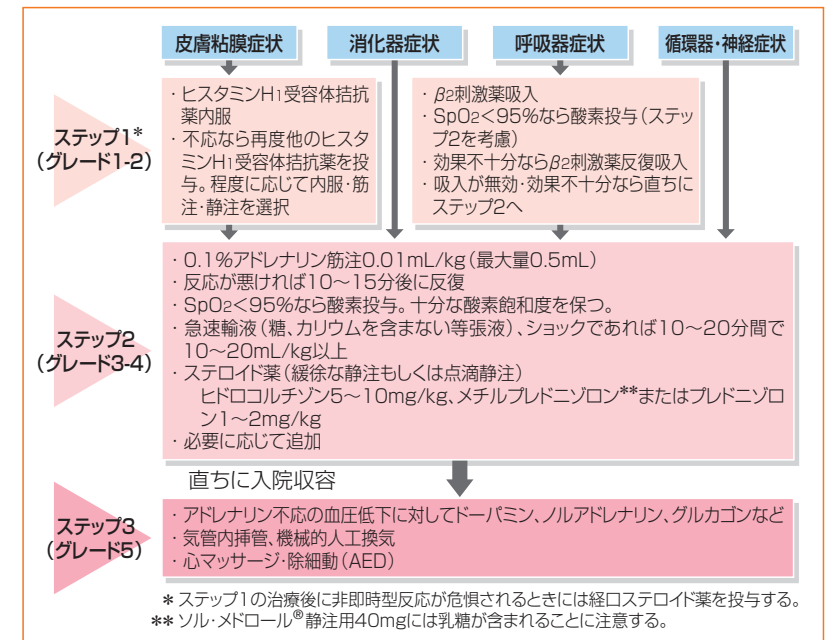 皮膚粘膜症状
消化器症状
呼吸器症状
循環器・神経症状
ステップ1*
(グレード1-2)
・ヒスタミンH1受容体拮抗
薬内服
・不応なら再度他のヒスタ
ミンH1受容体拮抗薬を投
与。程度に応じて内服・筋
注・静注を選択
・β2刺激薬吸入
・SpO2<95%なら酸素投与(ステッ
プ2を考慮)
・効果不十分ならβ2刺激薬反復吸入
・吸入が無効・効果不十分なら直ちに
ステップ2へ
ステップ2
(グレード3-4)
・0.1%アドレナリン筋注0.01mL/kg(最大量0.5mL)
・反応が悪ければ10〜15分後に反復
・SpO2<95%なら酸素投与。十分な酸素飽和度を保つ。
・急速輸液(糖、カリウムを含まない等張液)、ショックであれば10〜20分間で
10〜20mL/kg以上
・ステロイド薬(緩徐な静注もしくは点滴静注)
ヒドロコルチゾン5〜10mg/kg、メチルプレドニゾロン**またはプレドニゾロ
ン1〜2mg/kg
・必要に応じて追加
直ちに入院収容
ステップ3
(グレード5)
・アドレナリン不応の血圧低下に対してドーパミン、ノルアドレナリン、グルカゴンなど
・気管内挿管、機械的人工換気
・心マッサージ・除細動(AED)
* ステップ1の治療後に非即時型反応が危惧されるときには経口ステロイド薬を投与する。
** ソル・メドロール®静注用40mgには乳糖が含まれることに注意する。